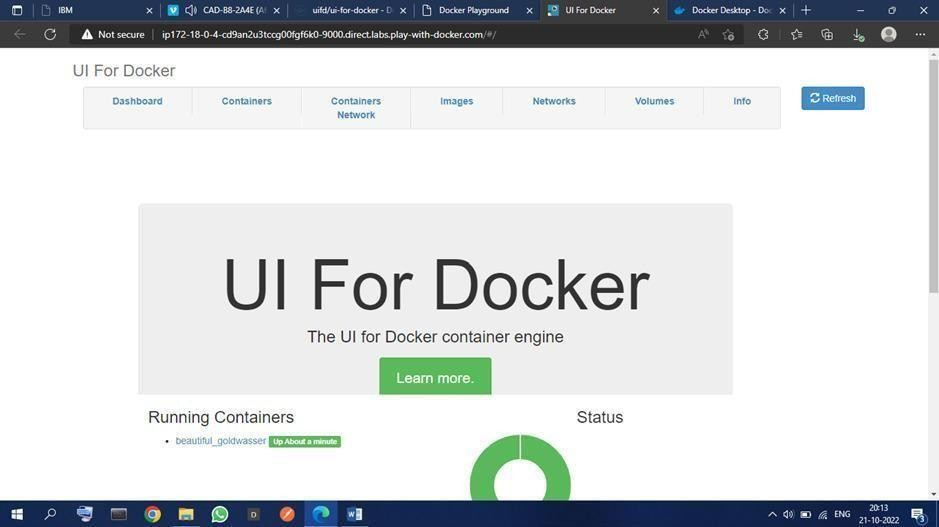 IBM
CAD-B8-2A4E (A
uifd/ui-for-docker - D
Docker Playground
UI For Docker
Docker Desktop - Doc
Not secure
ip172-18-0-4-cd9an2u3tccg00fgf6k0-9000.direct.labs.play-with-docker.com/#/
UI For Docker
Dashboard
Containers
Containers Network
Images
Networks
Volumes
Info
Refresh
UI For Docker
The UI for Docker container engine
Learn more.
Running Containers
beautiful_goldwasser Up About a minute
Status
ENG
20:13
21-10-2022
3